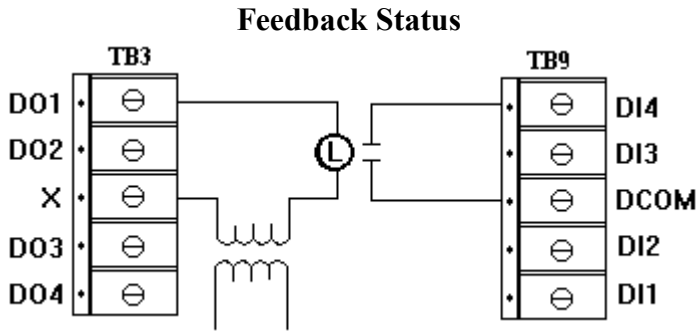 Feedback Status
TB3
TB9
DO1
DO2
X
DO3
DO4
L
DI4
DI3
DCOM
DI2
DI1